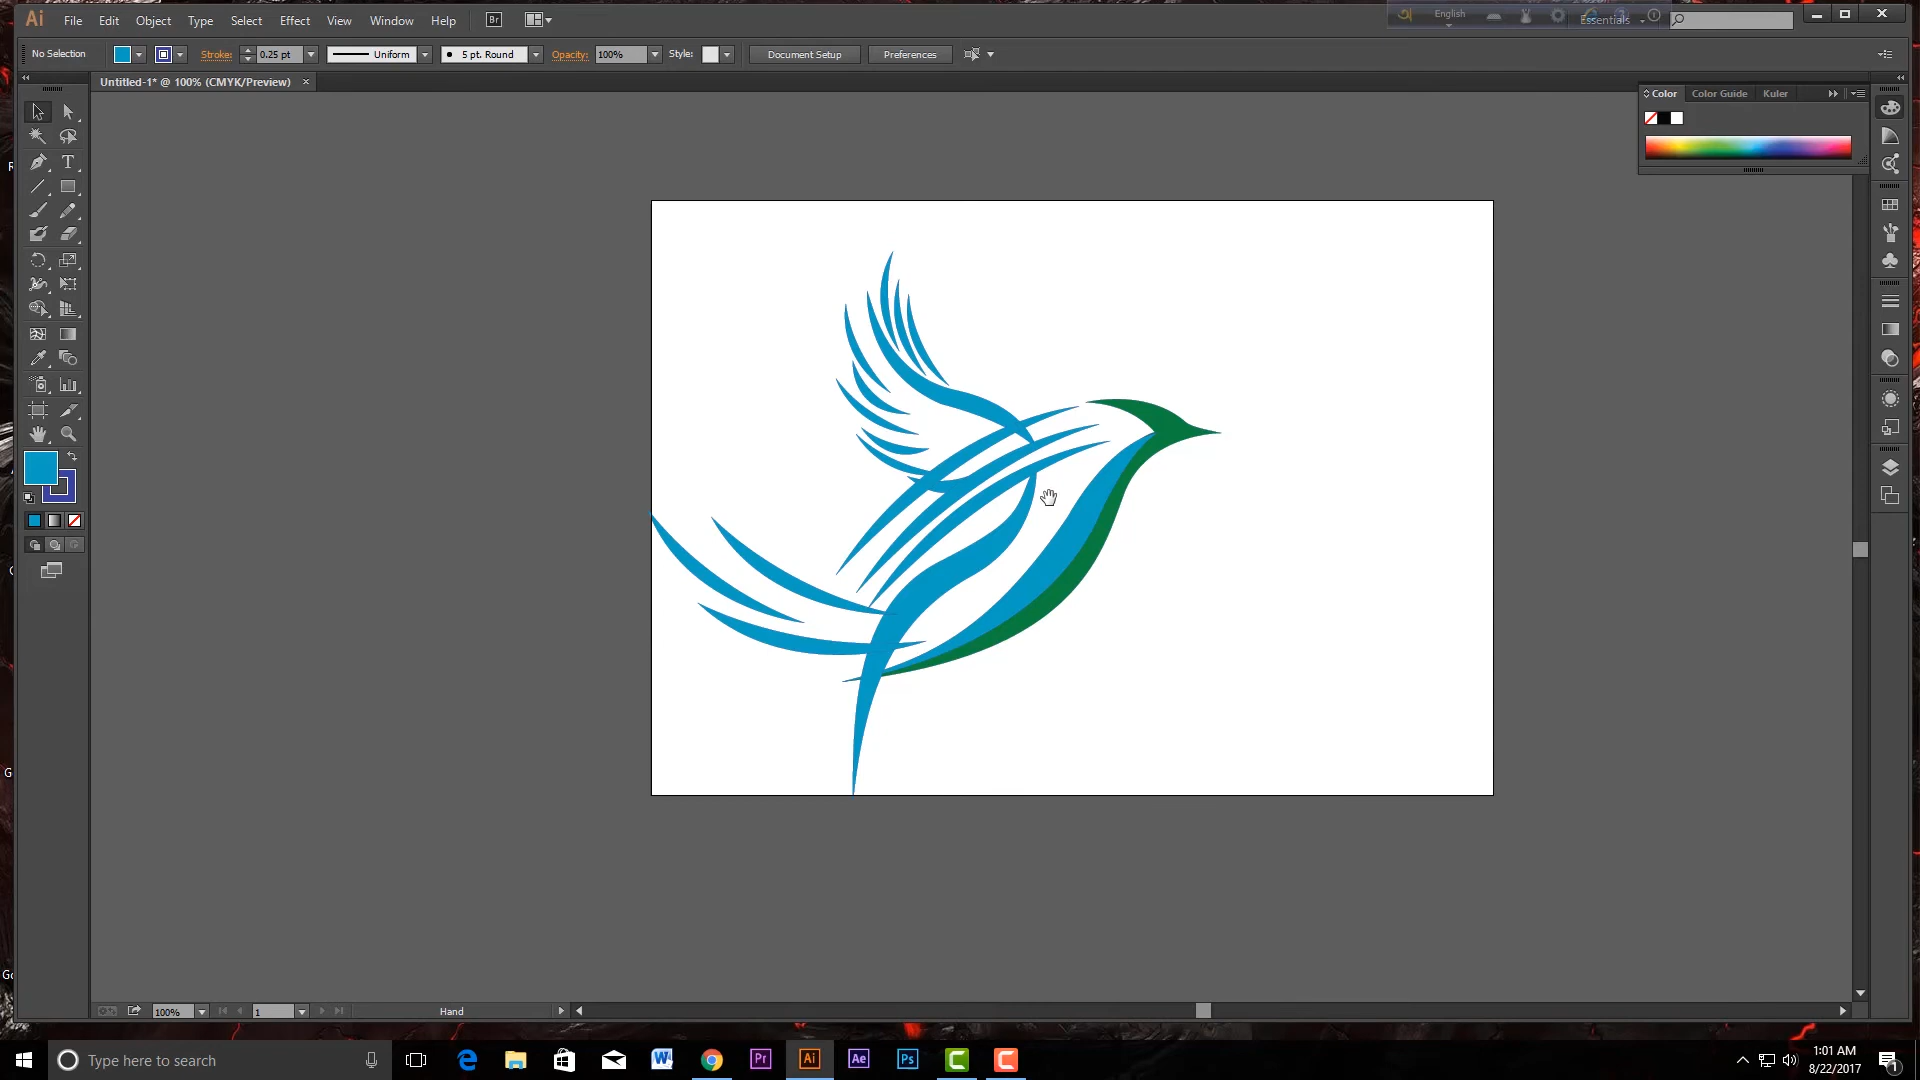 Ai File Edit Object Type Select Effect View Window Help Br English Essentials
No Selection Stroke: 0.25 pt Uniform 5 pt. Round Opacity: 100% Style: Document Setup Preferences
Untitled-1* @ 100% (CMYK/Preview) ×
Color Color Guide Kuler
T
100% 1 Hand
Type here to search Pr Ai Ae Ps
1:01 AM
8/22/2017
1